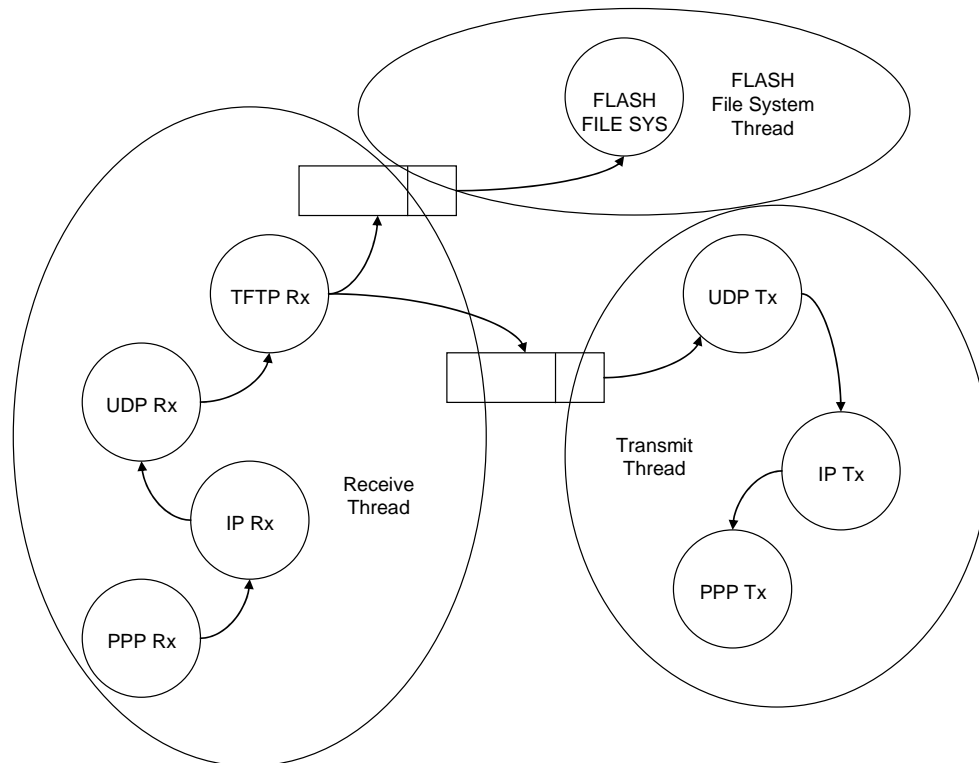 FLASH
FILE SYS
FLASH
File System
Thread
TFTP Rx
UDP Tx
UDP Rx
Transmit
Thread
IP Tx
Receive
Thread
IP Rx
PPP Tx
PPP Rx